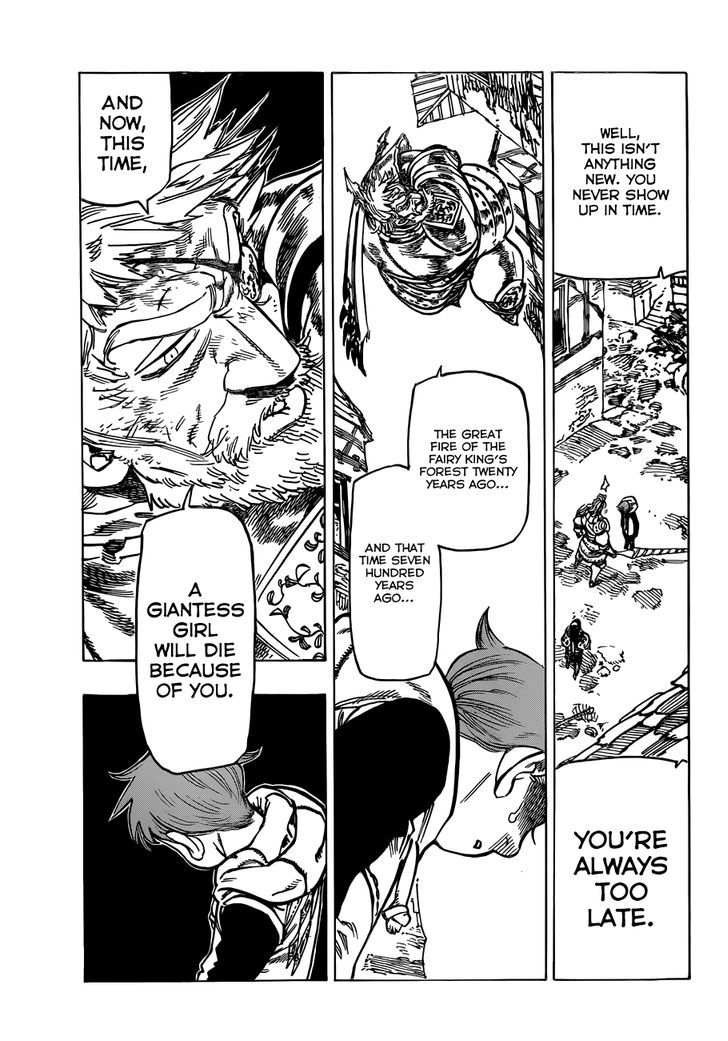 WELL,
THIS ISN'T
ANYTHING
NEW. YOU
NEVER SHOW
UP IN TIME.
YOU'RE
ALWAYS
TOO
LATE.
THE GREAT
FIRE OF THE
FAIRY KING'S
FOREST TWENTY
YEARS AGO...
AND THAT
TIME SEVEN
HUNDRED
YEARS
AGO...
AND
NOW,
THIS
TIME,
A
GIANTESS
GIRL
WILL DIE
BECAUSE
OF YOU.